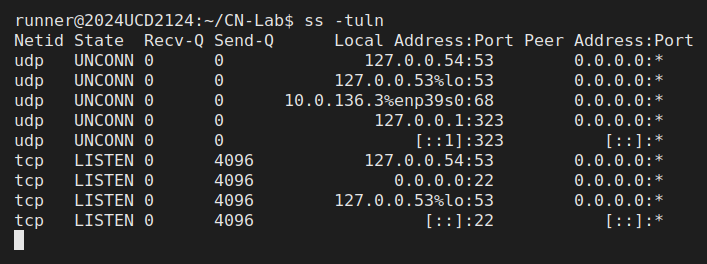 runner@2024UCD2124:~/CN-Lab$ ss -tuln
Netid State  Recv-Q Send-Q      Local Address:Port Peer Address:Port
udp   UNCONN 0      0              127.0.0.54:53        0.0.0.0:*
udp   UNCONN 0      0           127.0.0.53%lo:53        0.0.0.0:*
udp   UNCONN 0      0      10.0.136.3%enp39s0:68        0.0.0.0:*
udp   UNCONN 0      0               127.0.0.1:323       0.0.0.0:*
udp   UNCONN 0      0                   [::1]:323          [::]:*
tcp   LISTEN 0      4096           127.0.0.54:53        0.0.0.0:*
tcp   LISTEN 0      4096              0.0.0.0:22        0.0.0.0:*
tcp   LISTEN 0      4096        127.0.0.53%lo:53        0.0.0.0:*
tcp   LISTEN 0      4096                 [::]:22           [::]:*